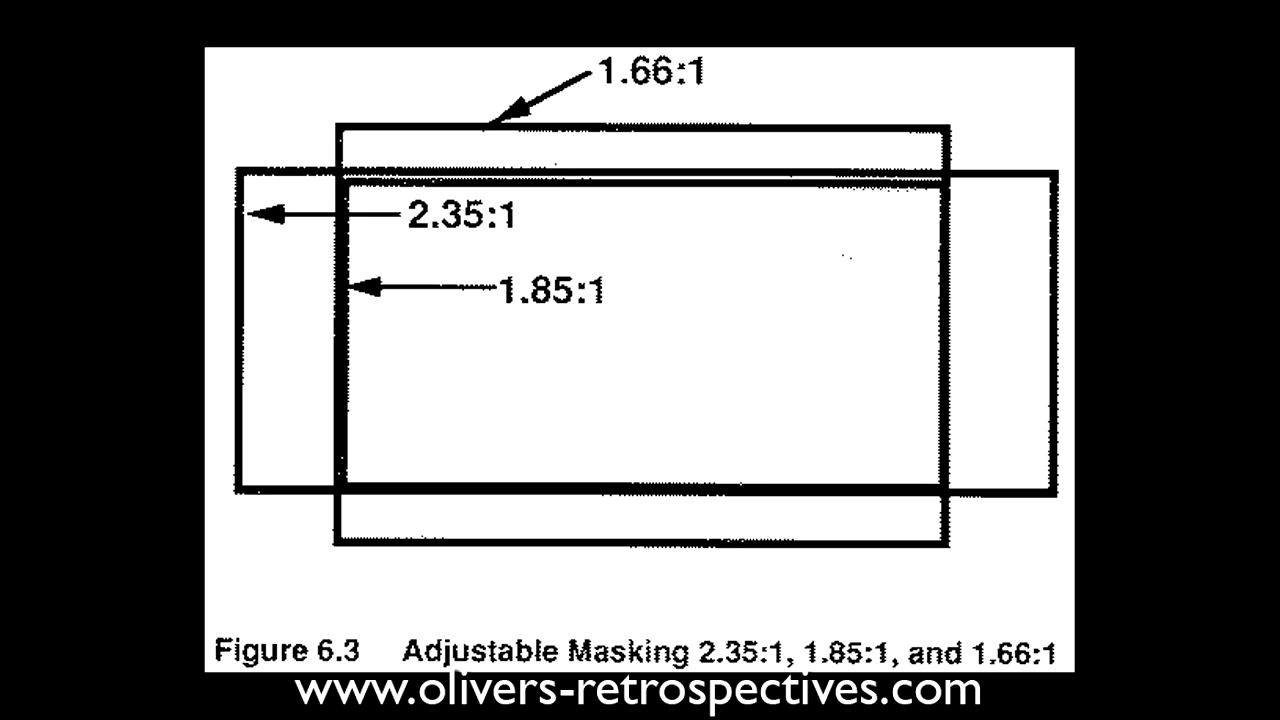 1.66:1
2.35:1
1.85:1
Figure 6.3 Adjustable Masking 2.35:1, 1.85:1, and 1.66:1
www.olivers-retrospectives.com